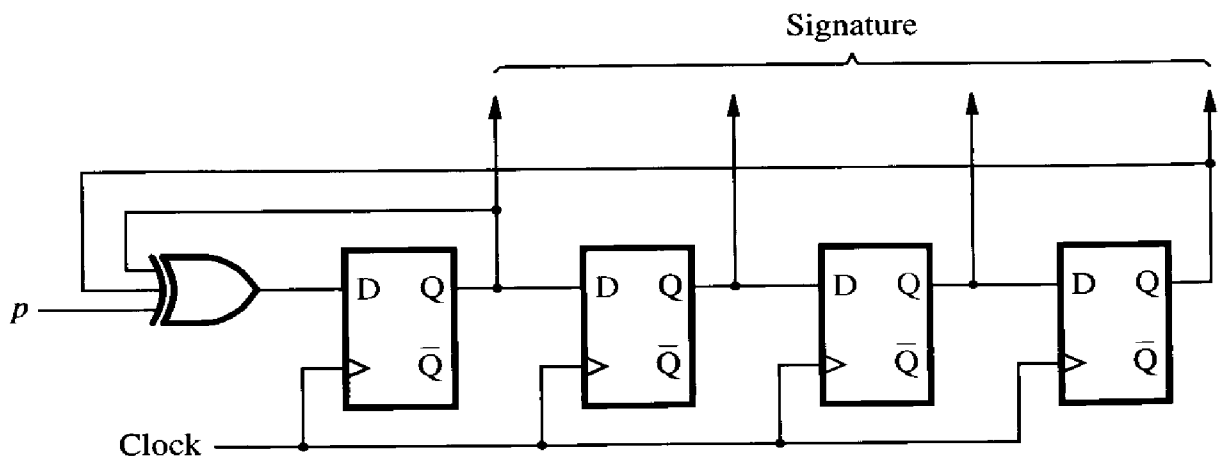 Signature
D Q D Q D Q D Q
p
Q̅ Q̅ Q̅ Q̅
Clock